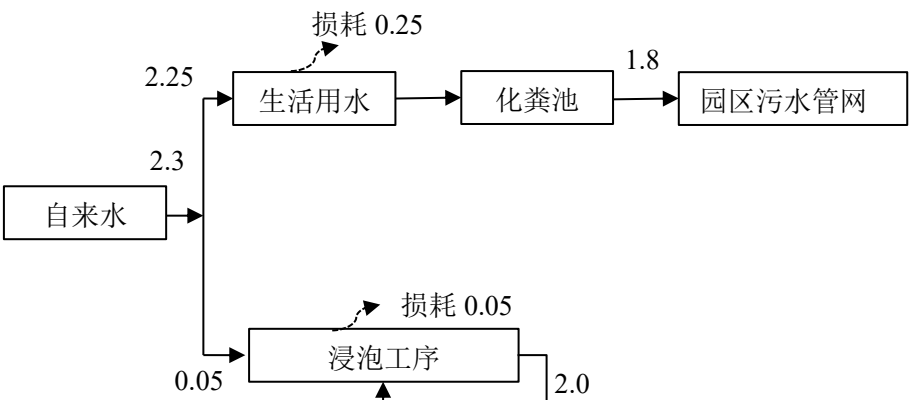 损耗 0.25
2.25
生活用水
化粪池
1.8
园区污水管网
2.3
自来水
损耗 0.05
浸泡工序
0.05
2.0